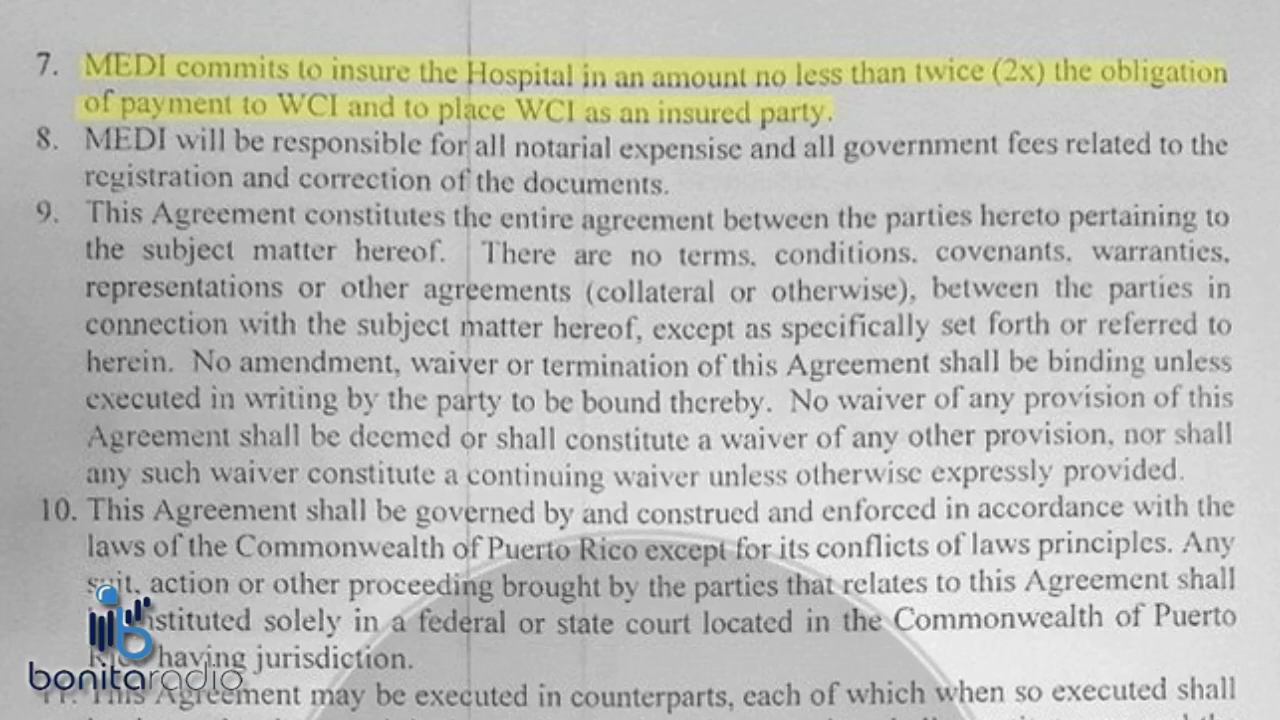 7. MEDI commits to insure the Hospital in an amount no less than twice (2x) the obligation
of payment to WCI and to place WCI as an insured party.
8. MEDI will be responsible for all notarial expensise and all government fees related to the
registration and correction of the documents.
9. This Agreement constitutes the entire agreement between the parties hereto pertaining to
the subject matter hereof. There are no terms, conditions, covenants, warranties,
representations or other agreements (collateral or otherwise), between the parties in
connection with the subject matter hereof, except as specifically set forth or referred to
herein. No amendment, waiver or termination of this Agreement shall be binding unless
executed in writing by the party to be bound thereby. No waiver of any provision of this
Agreement shall be deemed or shall constitute a waiver of any other provision, nor shall
any such waiver constitute a continuing waiver unless otherwise expressly provided.
10. This Agreement shall be governed by and construed and enforced in accordance with the
laws of the Commonwealth of Puerto Rico except for its conflicts of laws principles. Any
suit, action or other proceeding brought by the parties that relates to this Agreement shall
instituted solely in a federal or state court located in the Commonwealth of Puerto
Rico having jurisdiction.
bonitaradio
11. This Agreement may be executed in counterparts, each of which when so executed shall